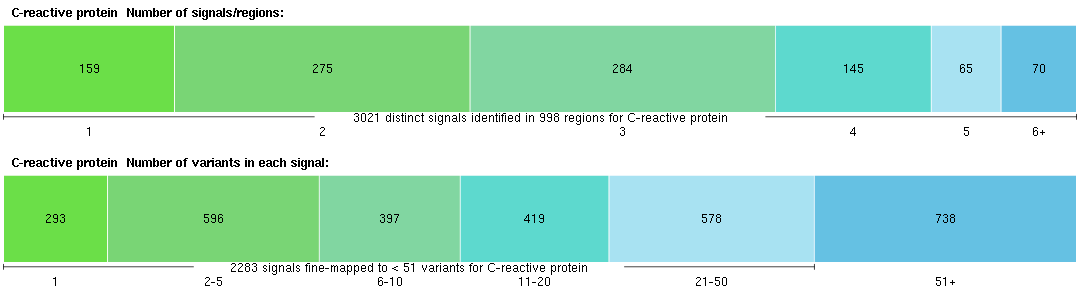 C-reactive protein  Number of signals/regions:
159 275 284 145 65 70
3021 distinct signals identified in 998 regions for C-reactive protein
1 2 3 4 5 6+
C-reactive protein  Number of variants in each signal:
293 596 397 419 578 738
2283 signals fine-mapped to < 51 variants for C-reactive protein
1 2-5 6-10 11-20 21-50 51+